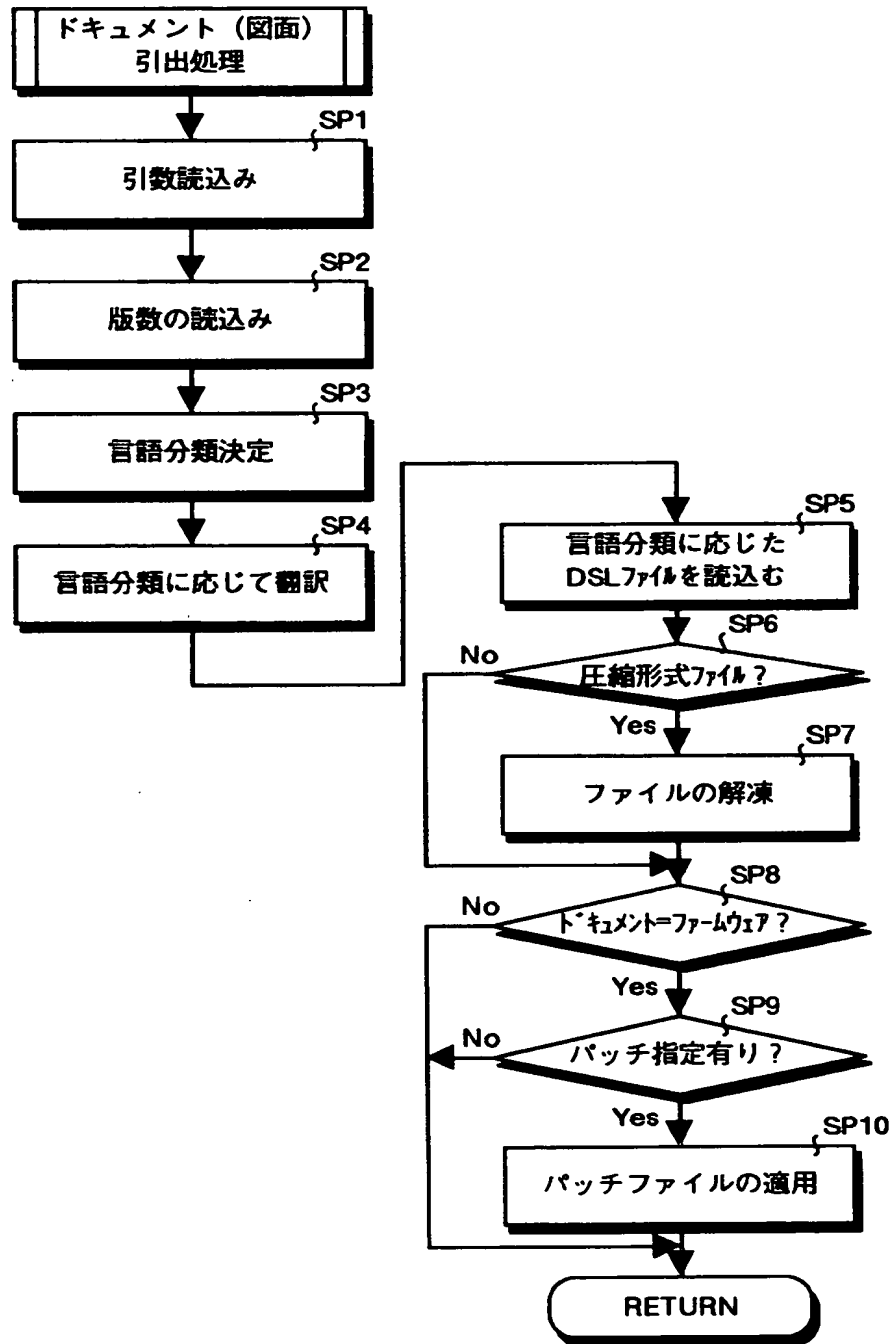 ドキュメント（図面）
引出処理
SP1
引数読込み
SP2
版数の読込み
SP3
言語分類決定
SP4
言語分類に応じて翻訳
SP5
言語分類に応じた
DSLﾌｧｲﾙを読込む
SP6
No
圧縮形式ﾌｧｲﾙ？
Yes
SP7
ファイルの解凍
SP8
No
ﾄﾞｷｭﾒﾝﾄ=ﾌｧｰﾑｳｪｱ？
Yes
SP9
No
パッチ指定有り？
Yes
SP10
パッチファイルの適用
RETURN